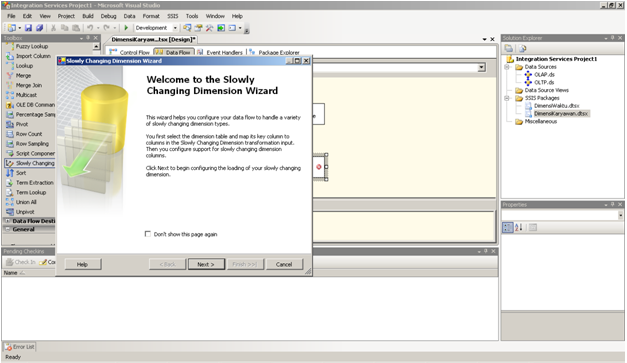 Integration Services Project1 - Microsoft Visual Studio
File Edit View Project Build Debug Data Format SSIS Tools Window Help
Development
Toolbox
Fuzzy Lookup
Import Column
Lookup
Merge
Merge Join
Multicast
OLE DB Comman
Percentage Sam
Pivot
Row Count
Row Sampling
Script Componen
Slowly Changing
Sort
Term Extraction
Term Lookup
Union All
Unpivot
Data Flow Desti
General
DimensiKaryaw...tsx [Design]*
Control Flow Data Flow Event Handlers Package Explorer
Slowly Changing Dimension Wizard
Welcome to the Slowly
Changing Dimension Wizard
This wizard helps you configure your data flow to handle a variety
of slowly changing dimension types.
You first select the dimension table and map its key column to
columns in the Slowly Changing Dimension transformation input.
Then you configure support for slowly changing dimension
columns.
Click Next to begin configuring the loading of your slowly changing
dimension.
Don't show this page again
Help < Back Next > Finish >>| Cancel
Solution Explorer
Integration Services Project1
Data Sources
OLAP.ds
OLTP.ds
Data Source Views
SSIS Packages
DimensiWaktu.dtsx
DimensiKaryawan.dtsx
Miscellaneous
Properties
Pending Checkins
Check In
Name
Error List
Ready